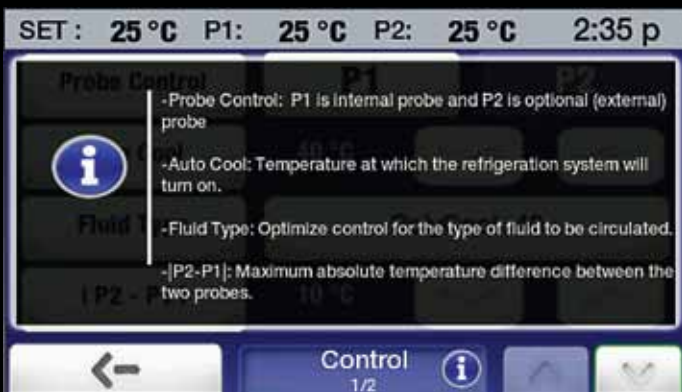 SET: 25 °C P1: 25 °C P2: 25 °C 2:35 p
Probe Control P1 P2
-Probe Control: P1 is internal probe and P2 is optional (external)
probe
-Auto Cool: Temperature at which the refrigeration system will
turn on.
Fluid
-Fluid Type: Optimize control for the type of fluid to be circulated.
-|P2-P1|: Maximum absolute temperature difference between the
two probes.
| P2 - 10 °C
Control
1/2